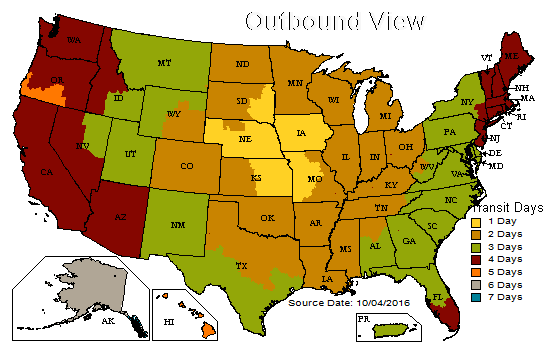 Outbound View
WA
MT
ND
MN
VT
ME
OR
ID
SD
WI
MI
NY
NH
MA
RI
CT
WY
NE
IA
PA
NJ
NV
UT
CO
KS
MO
IL
IN
OH
WV
VA
DE
MD
CA
KY
NC
AZ
NM
OK
AR
TN
SC
TX
LA
MS
AL
GA
FL
AK
HI
PR
Transit Days
1 Day
2 Days
3 Days
4 Days
5 Days
6 Days
7 Days
Source Date: 10/04/2016